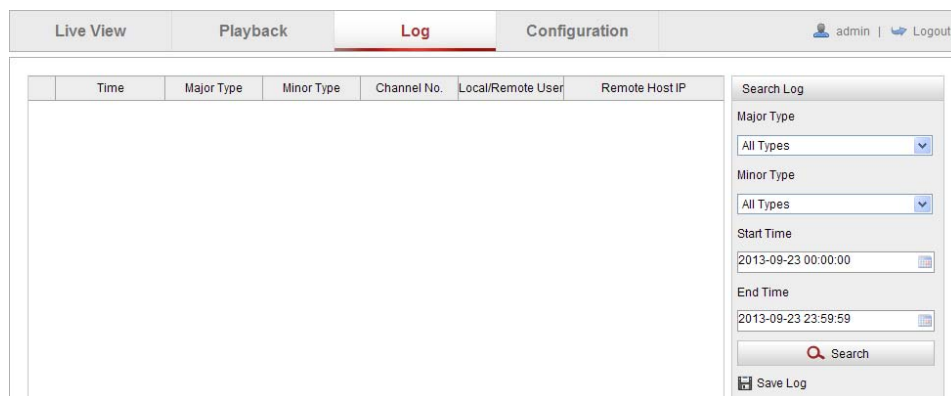 Live View Playback Log Configuration admin | Logout
Time Major Type Minor Type Channel No. Local/Remote User Remote Host IP
Search Log
Major Type
All Types
Minor Type
All Types
Start Time
2013-09-23 00:00:00
End Time
2013-09-23 23:59:59
Search
Save Log